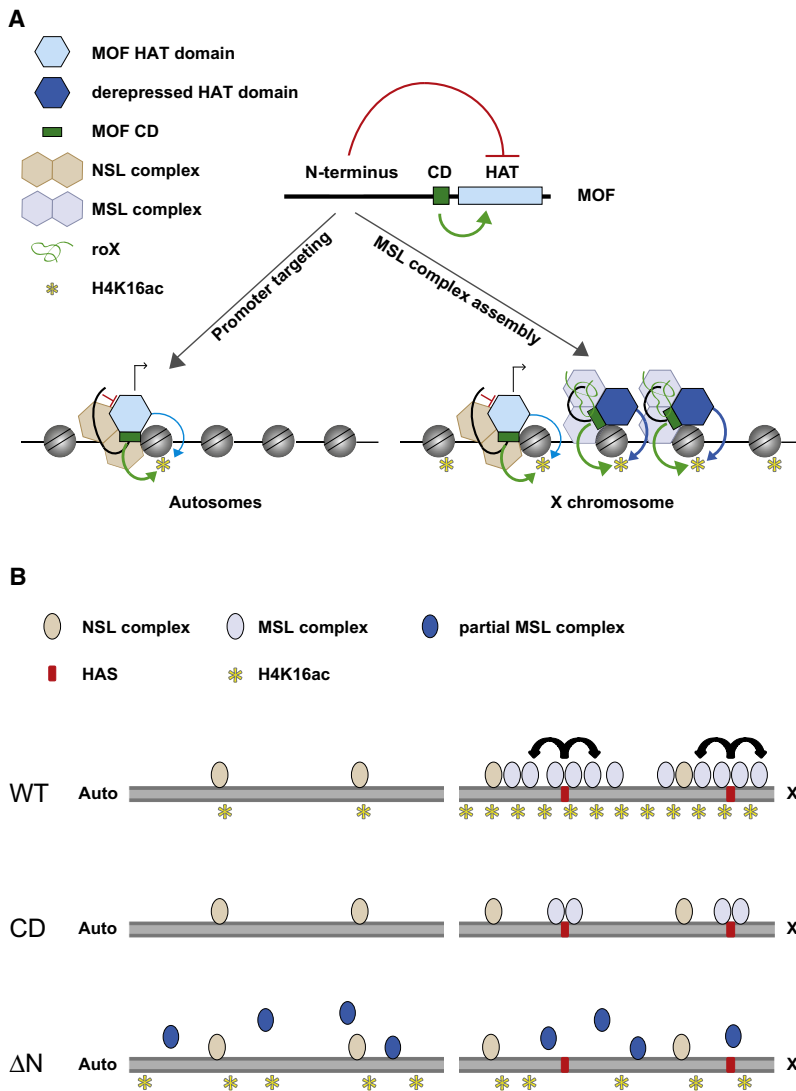 A
MOF HAT domain
derepressed HAT domain
MOF CD
NSL complex
MSL complex
roX
H4K16ac
N-terminus
CD
HAT
MOF
Promoter targeting
MSL complex assembly
Autosomes
X chromosome
B
NSL complex
MSL complex
partial MSL complex
HAS
H4K16ac
WT
Auto
X
CD
Auto
X
ΔN
Auto
X